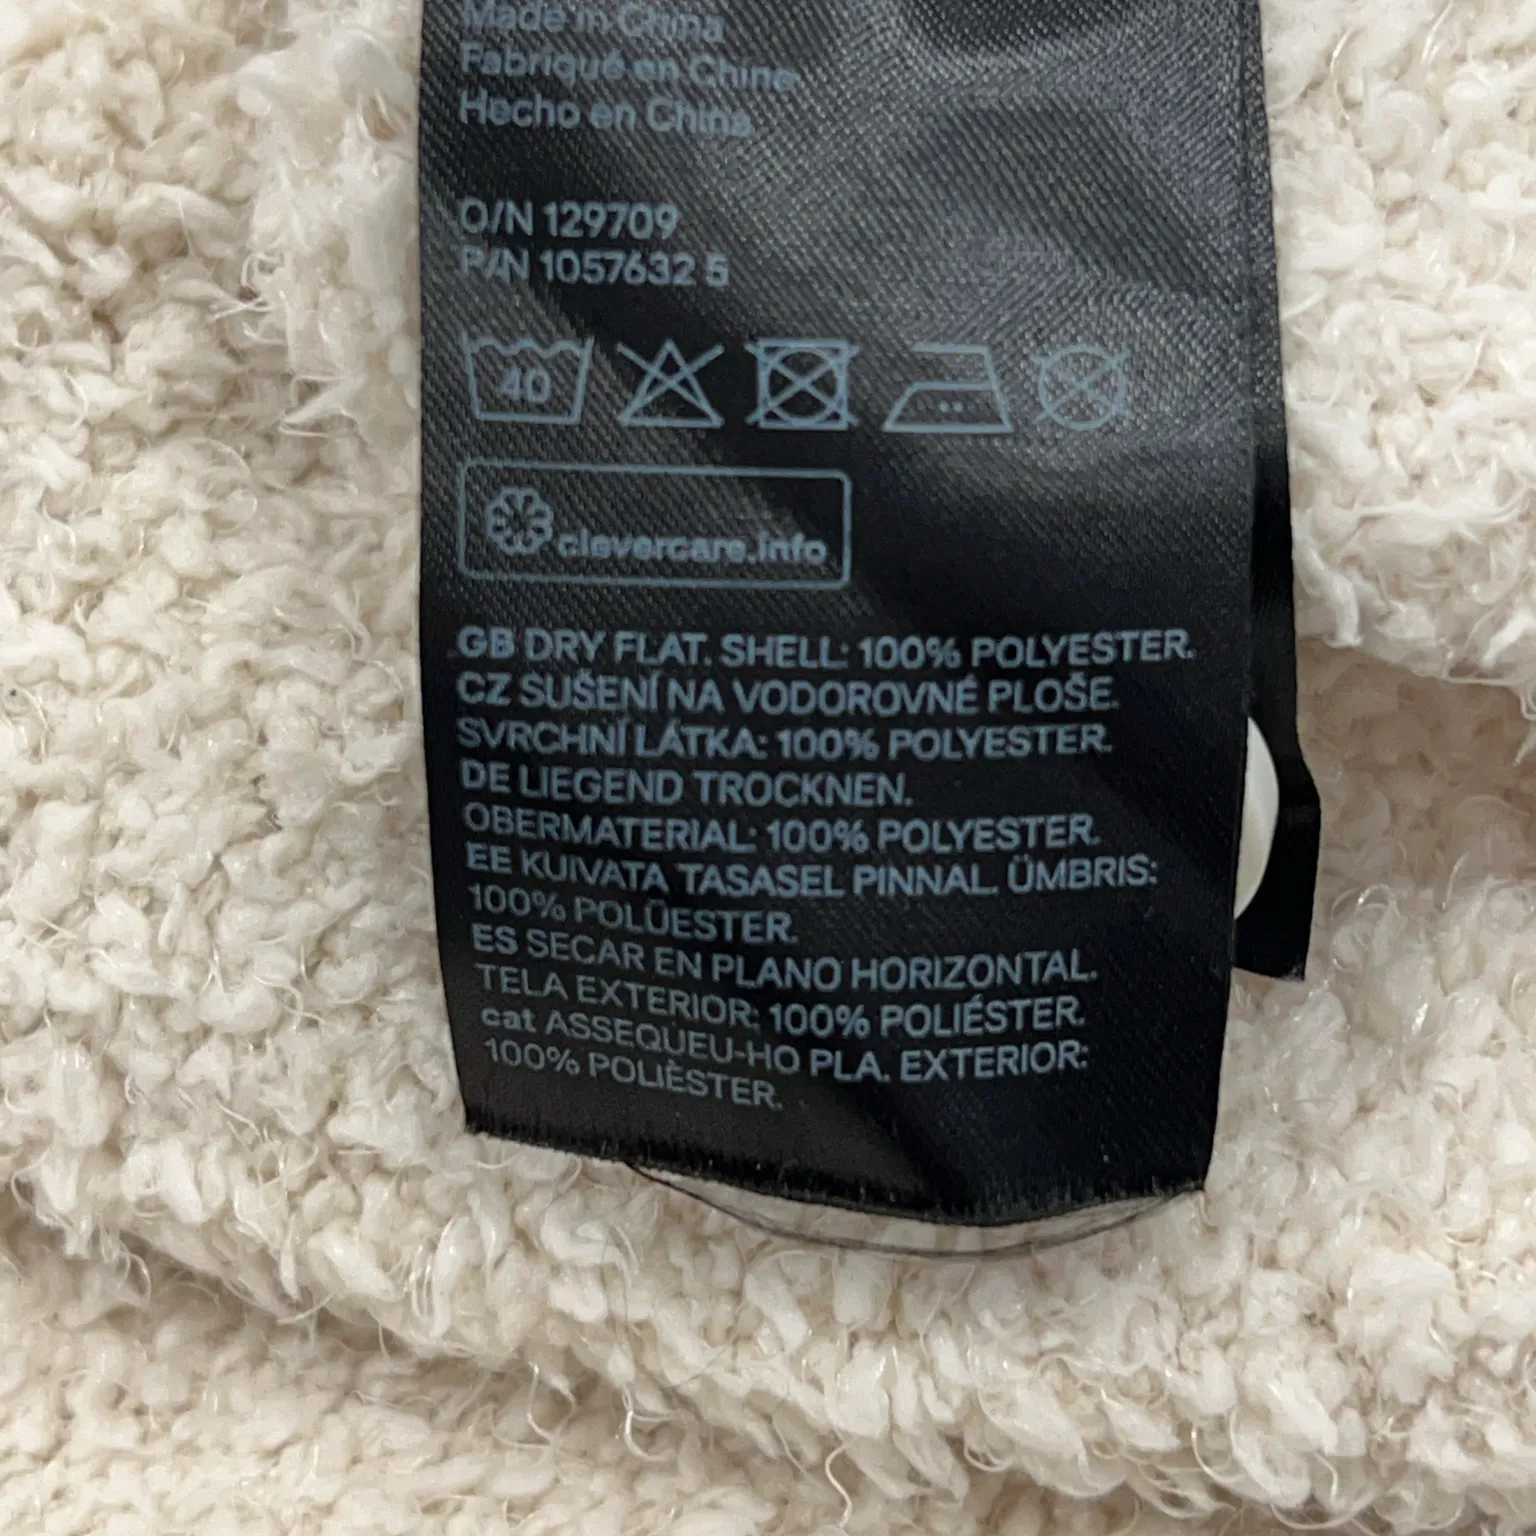 Made in China
Fabriqué en Chine
Hecho en China
O/N 129709
P/N 1057632 5
40
clevercare.info
GB DRY FLAT. SHELL: 100% POLYESTER.
CZ SUŠENÍ NA VODOROVNÉ PLOŠE.
SVRCHNÍ LÁTKA: 100% POLYESTER.
DE LIEGEND TROCKNEN.
OBERMATERIAL: 100% POLYESTER.
EE KUIVATA TASASEL PINNAL. ÜMBRIS:
100% POLÜESTER.
ES SECAR EN PLANO HORIZONTAL.
TELA EXTERIOR: 100% POLIÉSTER.
cat ASSEQUEU-HO PLA. EXTERIOR:
100% POLIÈSTER.